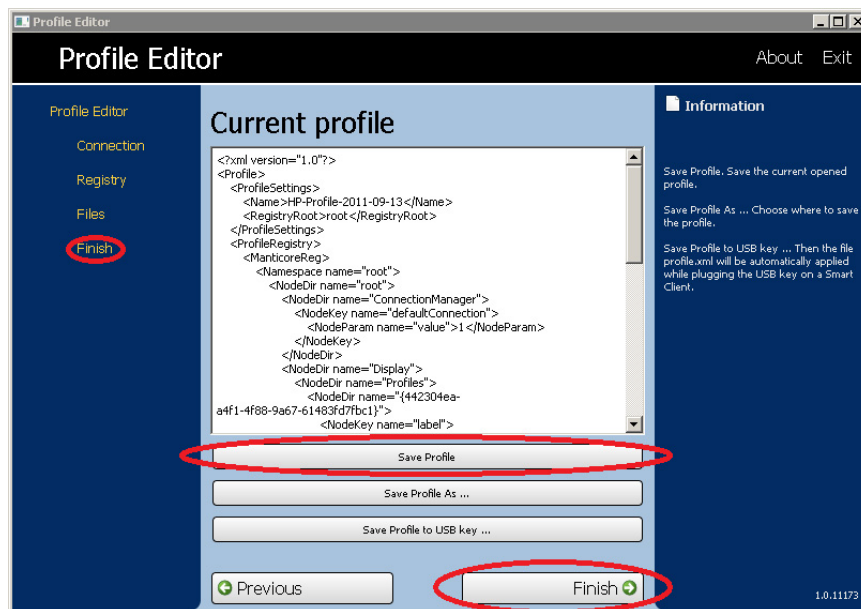 Profile Editor
Profile Editor
About Exit
Profile Editor
Connection
Registry
Files
Finish
Current profile
<?xml version="1.0"?>
<Profile>
<ProfileSettings>
<Name>HP-Profile-2011-09-13</Name>
<RegistryRoot>root</RegistryRoot>
</ProfileSettings>
<ProfileRegistry>
<ManticoreReg>
<Namespace name="root">
<NodeDir name="root">
<NodeDir name="ConnectionManager">
<NodeKey name="defaultConnection">
<NodeParam name="value">1</NodeParam>
</NodeKey>
</NodeDir>
<NodeDir name="Display">
<NodeDir name="Profiles">
<NodeDir name="{442304ea-
a4f1-4f88-9a67-61483fd7fbc1}">
<NodeKey name="label">
Save Profile
Save Profile As ...
Save Profile to USB key ...
Previous
Finish
Information
Save Profile. Save the current opened
profile.
Save Profile As ... Choose where to save
the profile.
Save Profile to USB key ... Then the file
profile.xml will be automatically applied
while plugging the USB key on a Smart
Client.
1.0.11173